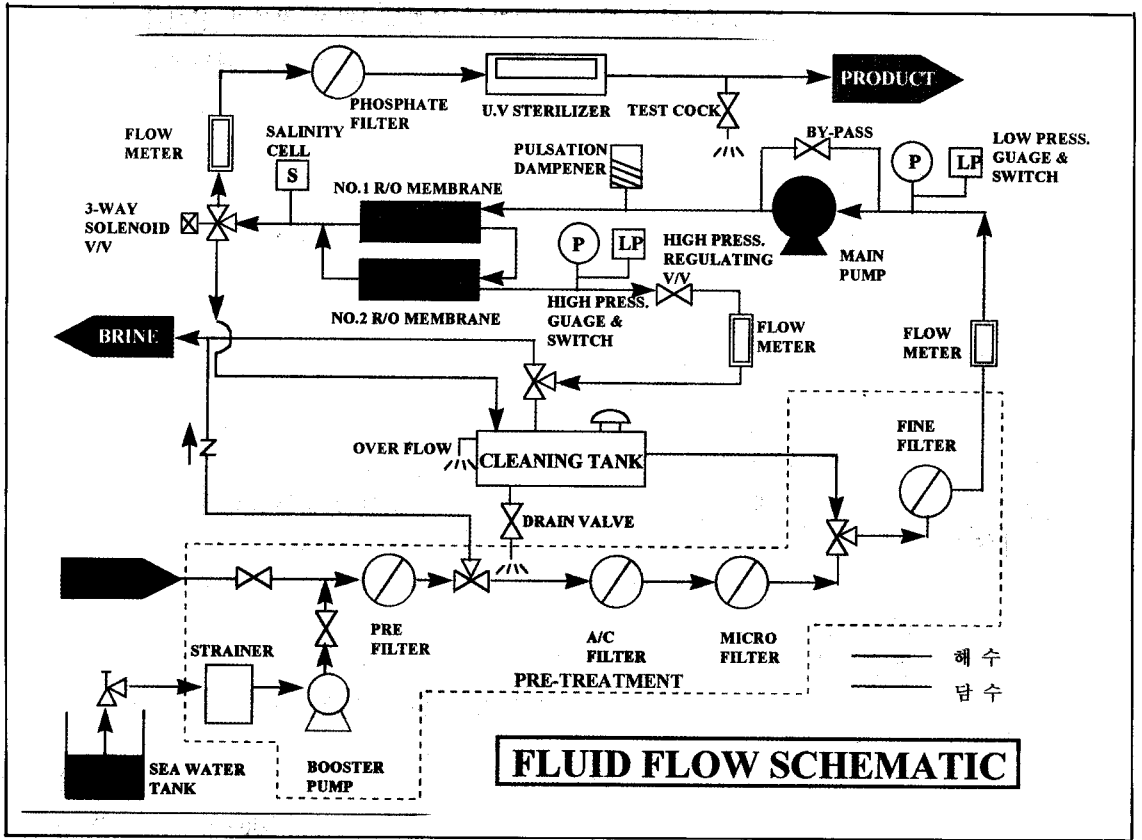 PRODUCT
PHOSPHATE
FILTER
U.V STERILIZER
TEST COCK
BY-PASS
LOW PRESS.
GUAGE &
SWITCH
P
LP
FLOW
METER
SALINITY
CELL
S
PULSATION
DAMPENER
NO.1 R/O MEMBRANE
3-WAY
SOLENOID
V/V
P
LP
HIGH PRESS.
REGULATING
V/V
MAIN
PUMP
NO.2 R/O MEMBRANE
HIGH PRESS.
GUAGE &
SWITCH
FLOW
METER
FLOW
METER
BRINE
OVER FLOW
CLEANING TANK
FINE
FILTER
DRAIN VALVE
PRE
FILTER
A/C
FILTER
MICRO
FILTER
STRAINER
PRE-TREATMENT
해 수
담 수
SEA WATER
TANK
BOOSTER
PUMP
FLUID FLOW SCHEMATIC